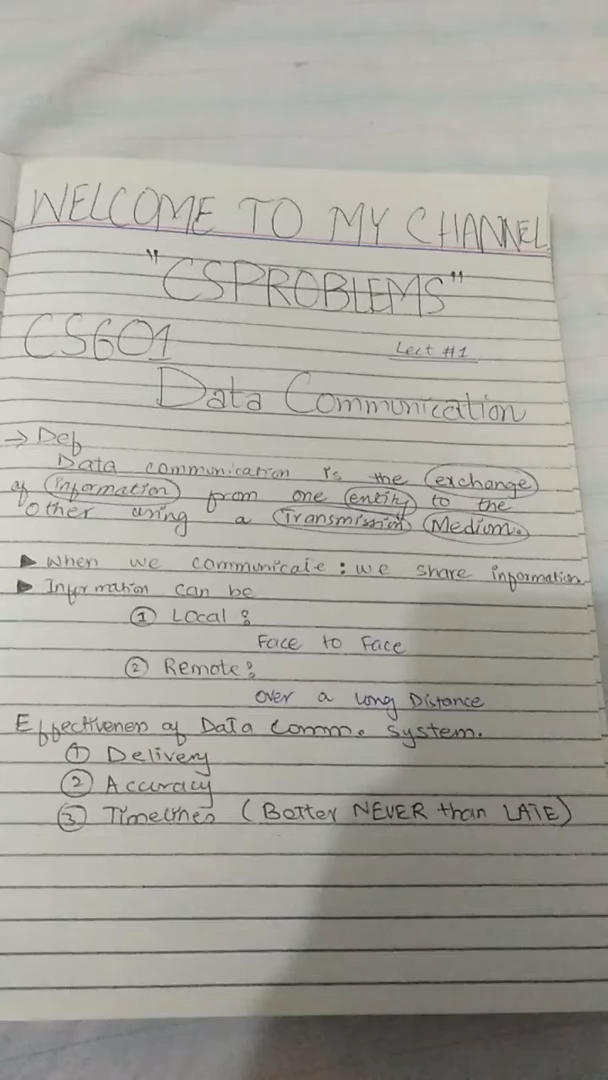 WELCOME TO MY CHANNEL
"CSPROBLEMS"
CS601
Lect #1
Data Communication
→ Def
Data communication is the exchange
of information from one entity to the
other using a Transmission Medium.
▶ When we communicate : we share information
▶ Information can be
① Local :
Face to Face
② Remote :
over a long Distance
Effectiveness of Data Comm. System.
① Delivery
② Accuracy
③ Timeliness (Better NEVER than LATE)